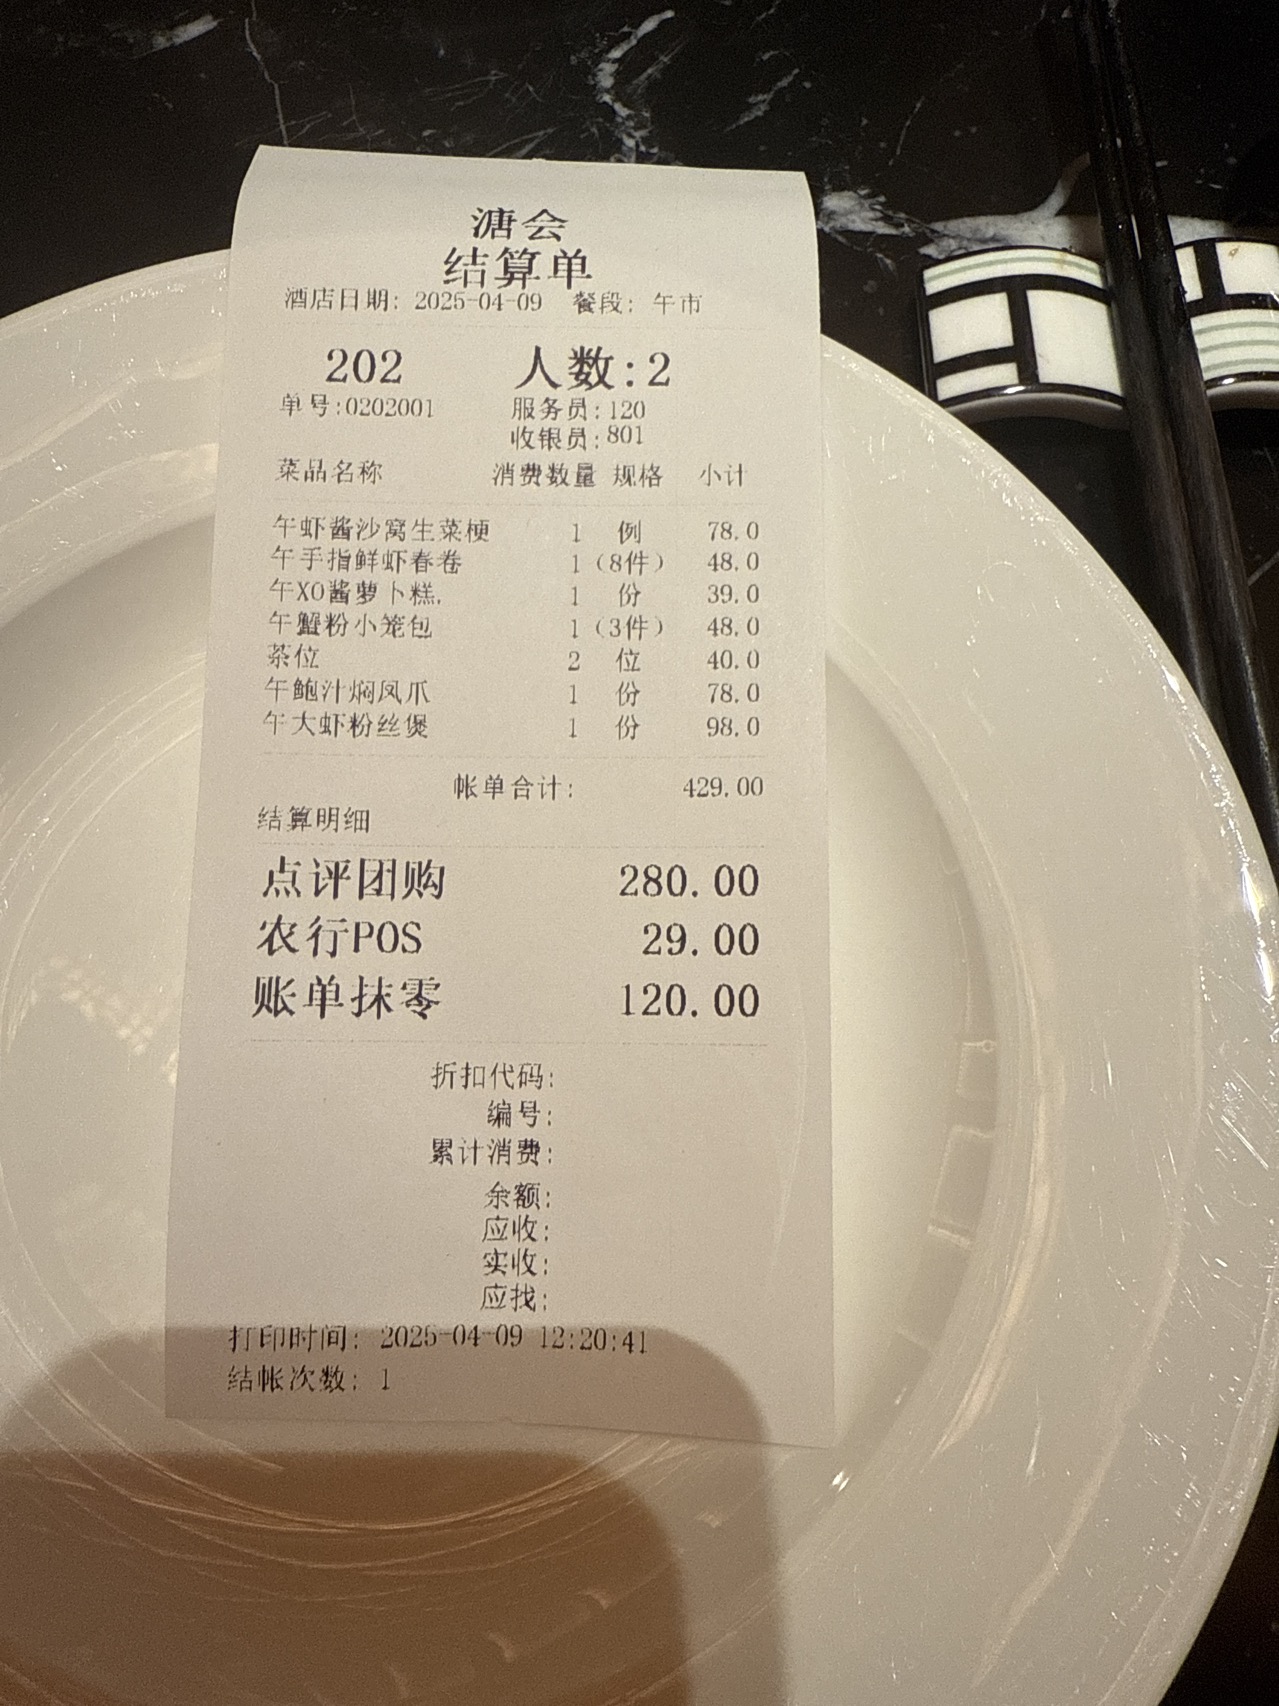 溏会
结算单
酒店日期: 2025-04-09 餐段: 午市
202 人数:2
单号:0202001 服务员:120
收银员:801
菜品名称 消费数量 规格 小计
午虾酱沙窝生菜梗 1 例 78.0
午手指鲜虾春卷 1 (8件) 48.0
午XO酱萝卜糕. 1 份 39.0
午蟹粉小笼包 1 (3件) 48.0
茶位 2 位 40.0
午鲍汁焖凤爪 1 份 78.0
午大虾粉丝煲 1 份 98.0
帐单合计: 429.00
结算明细
点评团购 280.00
农行POS 29.00
账单抹零 120.00
折扣代码:
编号:
累计消费:
余额:
应收:
实收:
应找:
打印时间: 2025-04-09 12:20:41
结帐次数: 1